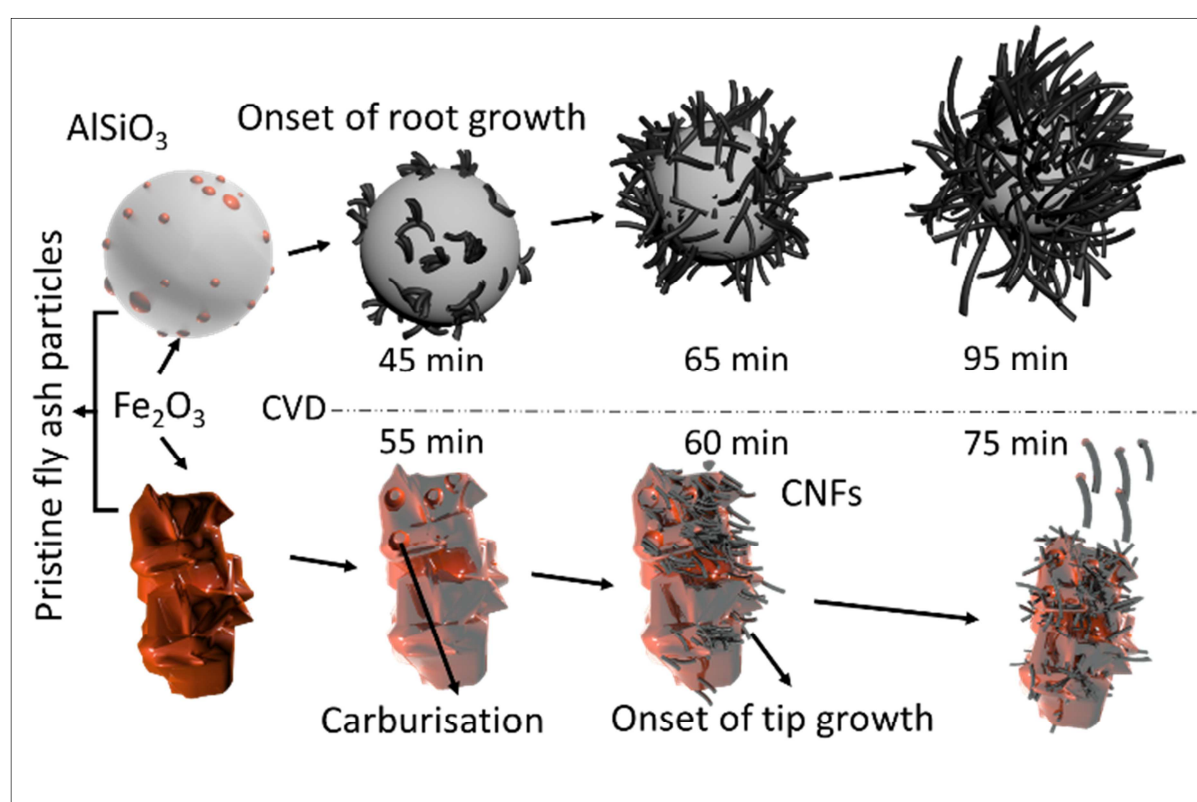 AlSiO₃
Onset of root growth
45 min
65 min
95 min
Pristine fly ash particles
Fe₂O₃
CVD
55 min
60 min
75 min
CNFs
Carburisation
Onset of tip growth